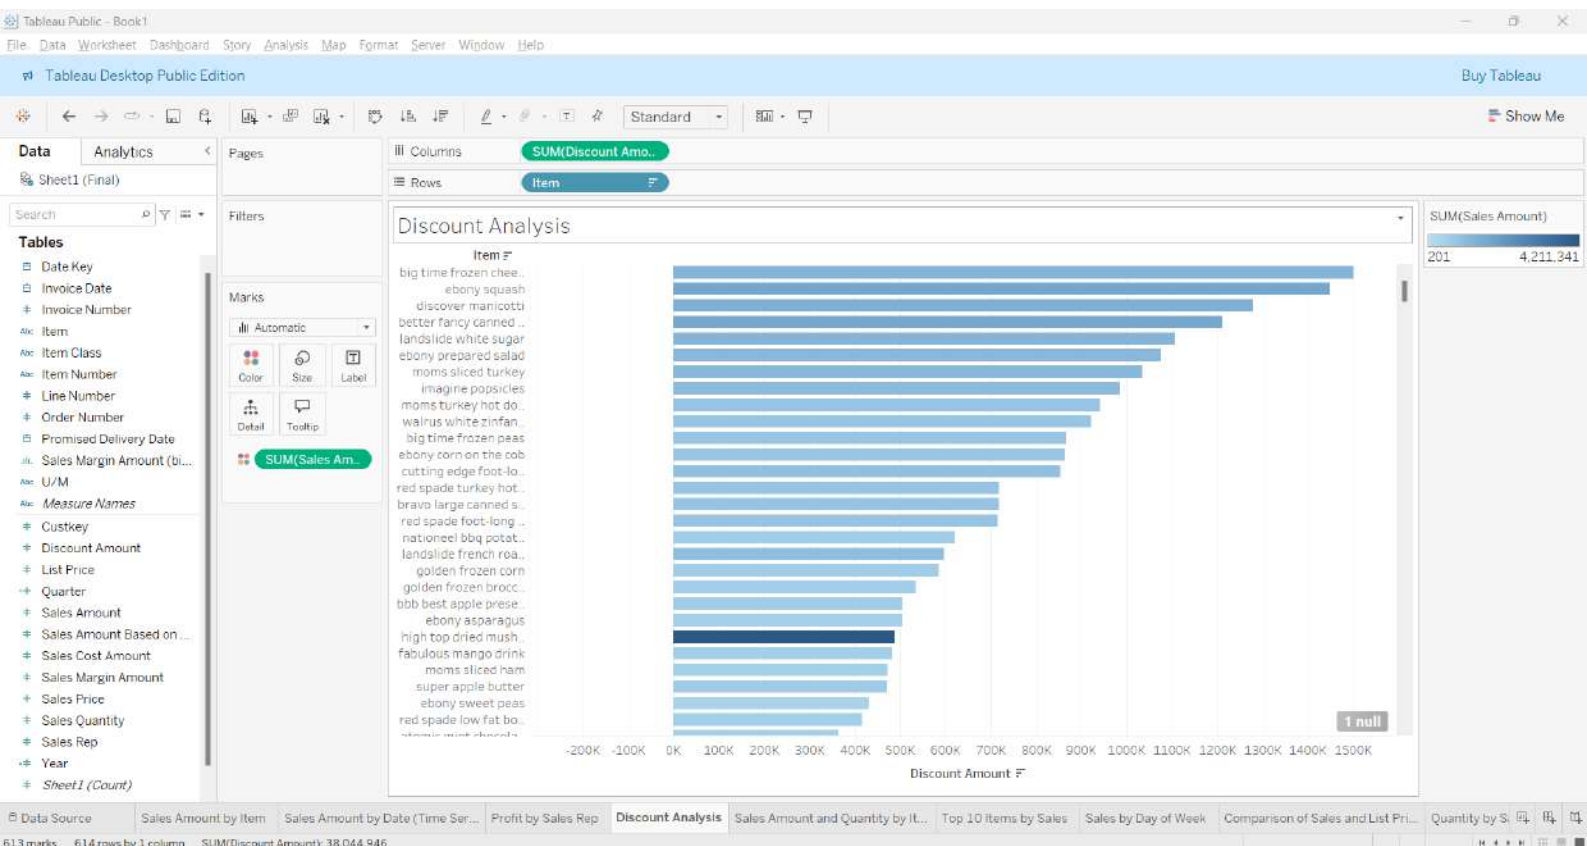 Tableau Public - Book1
File Data Worksheet Dashboard Story Analysis Map Format Server Window Help
Tableau Desktop Public Edition
Buy Tableau
Standard
Show Me
Data Analytics
Sheet1 (Final)
Search
Tables
Date Key
Invoice Date
Invoice Number
Abc Item
Abc Item Class
Abc Item Number
Line Number
Order Number
Promised Delivery Date
Sales Margin Amount (bi...
Abc U/M
Abc Measure Names
Custkey
Discount Amount
List Price
Quarter
Sales Amount
Sales Amount Based on ...
Sales Cost Amount
Sales Margin Amount
Sales Price
Sales Quantity
Sales Rep
Year
Sheet1 (Count)
Pages
Filters
Marks
Automatic
Color Size Label
Detail Tooltip
SUM(Sales Am..
Columns SUM(Discount Amo..
Rows Item
Discount Analysis
Item
big time frozen chee..
ebony squash
discover manicotti
better fancy canned ..
landslide white sugar
ebony prepared salad
moms sliced turkey
imagine popsicles
moms turkey hot do..
walrus white zinfan..
big time frozen peas
ebony corn on the cob
cutting edge foot-lo..
red spade turkey hot..
bravo large canned s..
red spade foot-long ..
nationeel bbq potat..
landslide french roa..
golden frozen corn
golden frozen brocc..
bbb best apple prese..
ebony asparagus
high top dried mush..
fabulous mango drink
moms sliced ham
super apple butter
ebony sweet peas
red spade low fat bo..
1 null
-200K -100K 0K 100K 200K 300K 400K 500K 600K 700K 800K 900K 1000K 1100K 1200K 1300K 1400K 1500K
Discount Amount
SUM(Sales Amount)
201 4,211,341
Data Source Sales Amount by Item Sales Amount by Date (Time Ser... Profit by Sales Rep Discount Analysis Sales Amount and Quantity by It... Top 10 Items by Sales Sales by Day of Week Comparison of Sales and List Pri... Quantity by
613 marks 614 rows by 1 column SUM(Discount Amount): 38,044,946